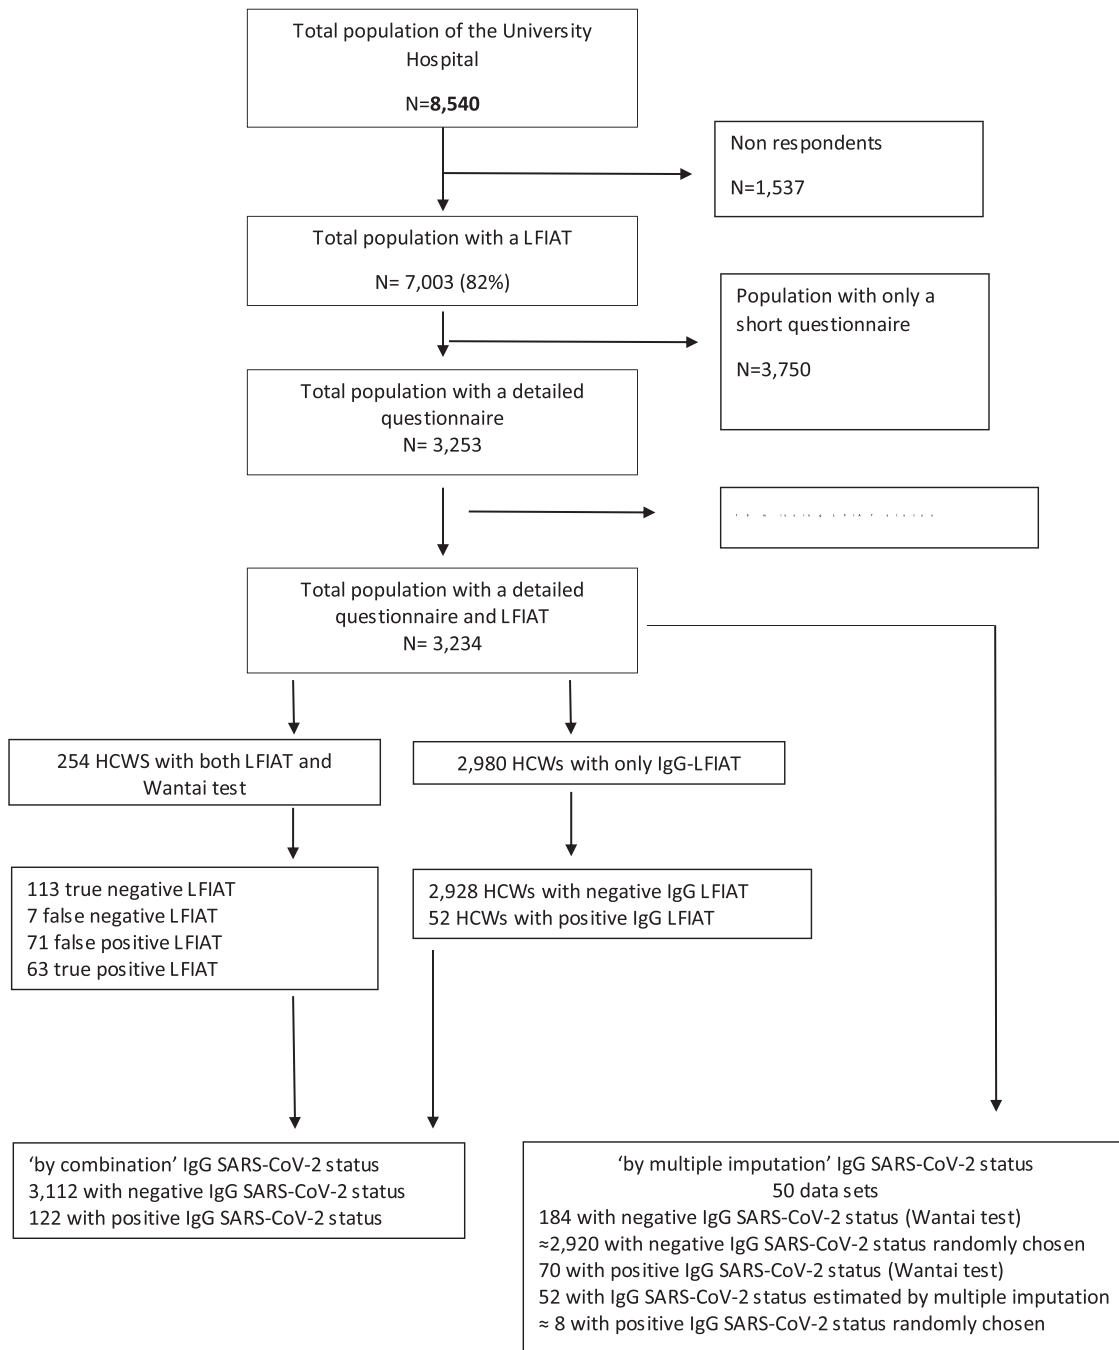 Total population of the University
Hospital
N=8,540
Non respondents
N=1,537
Total population with a LFIAT
N= 7,003 (82%)
Population with only a
short questionnaire
N=3,750
Total population with a detailed
questionnaire
N= 3,253
Total population with a detailed
questionnaire and LFIAT
N= 3,234
254 HCWS with both LFIAT and
Wantai test
2,980 HCWs with only IgG-LFIAT
113 true negative LFIAT
7 false negative LFIAT
71 false positive LFIAT
63 true positive LFIAT
2,928 HCWs with negative IgG LFIAT
52 HCWs with positive IgG LFIAT
‘by combination’ IgG SARS-CoV-2 status
3,112 with negative IgG SARS-CoV-2 status
122 with positive IgG SARS-CoV-2 status
‘by multiple imputation’ IgG SARS-CoV-2 status
50 data sets
184 with negative IgG SARS-CoV-2 status (Wantai test)
≈2,920 with negative IgG SARS-CoV-2 status randomly chosen
70 with positive IgG SARS-CoV-2 status (Wantai test)
52 with IgG SARS-CoV-2 status estimated by multiple imputation
≈ 8 with positive IgG SARS-CoV-2 status randomly chosen